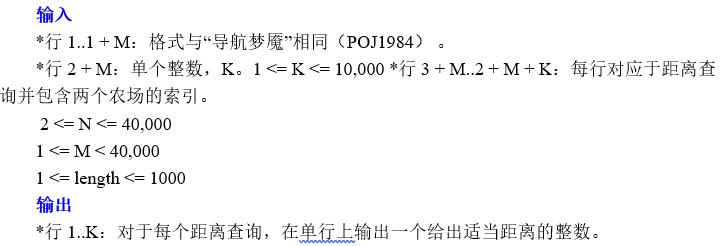 输入
*行 1..1 + M：格式与“导航梦魇”相同（POJ1984） 。
*行 2 + M：单个整数，K。1 <= K <= 10,000 *行 3 + M..2 + M + K：每行对应于距离查
询并包含两个农场的索引。
2 <= N <= 40,000
1 <= M < 40,000
1 <= length <= 1000
输出
*行 1..K：对于每个距离查询，在单行上输出一个给出适当距离的整数。